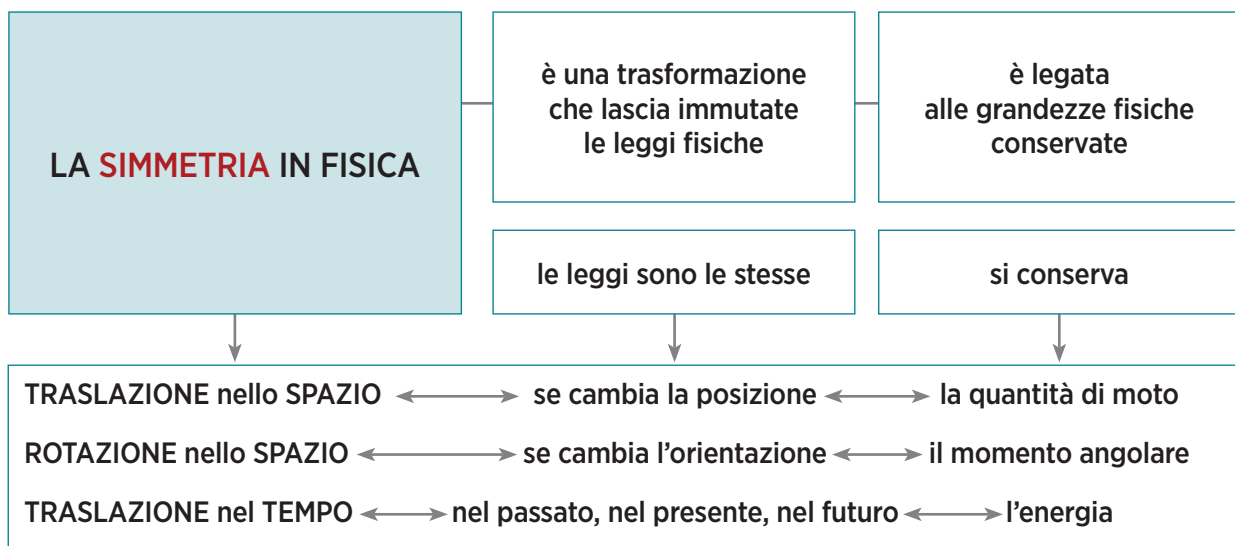 LA SIMMETRIA IN FISICA
è una trasformazione
che lascia immutate
le leggi fisiche
è legata
alle grandezze fisiche
conservate
le leggi sono le stesse
si conserva
TRASLAZIONE nello SPAZIO se cambia la posizione la quantità di moto
ROTAZIONE nello SPAZIO se cambia l'orientazione il momento angolare
TRASLAZIONE nel TEMPO nel passato, nel presente, nel futuro l'energia